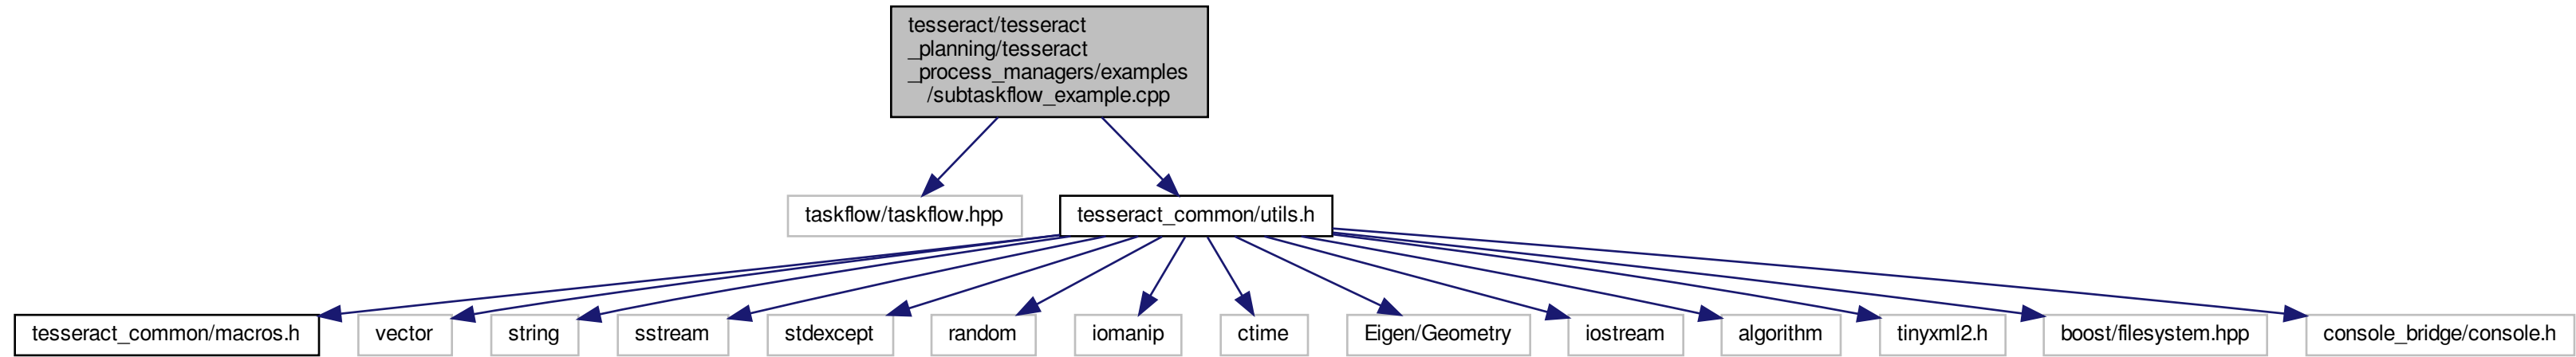 tesseract/tesseract
_planning/tesseract
_process_managers/examples
/subtaskflow_example.cpp
taskflow/taskflow.hpp
tesseract_common/utils.h
tesseract_common/macros.h
vector
string
sstream
stdexcept
random
iomanip
ctime
Eigen/Geometry
iostream
algorithm
tinyxml2.h
boost/filesystem.hpp
console_bridge/console.h